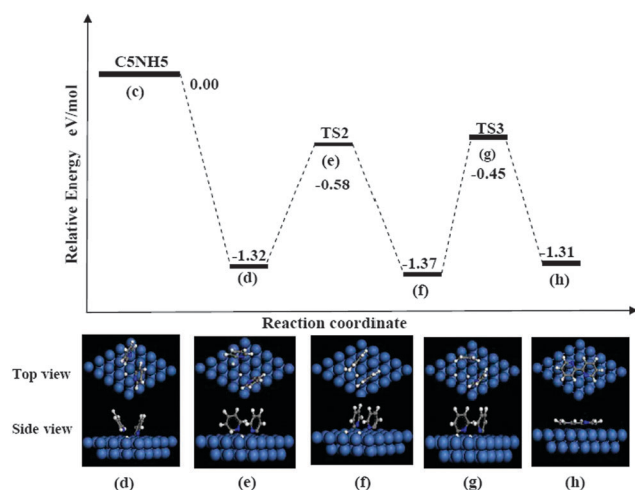 Relative Energy eV/mol
C5NH5
(c)
0.00
TS2
(e)
-0.58
TS3
(g)
-0.45
-1.32
(d)
-1.37
(f)
-1.31
(h)
Reaction coordinate
Top view
Side view
(d) (e) (f) (g) (h)